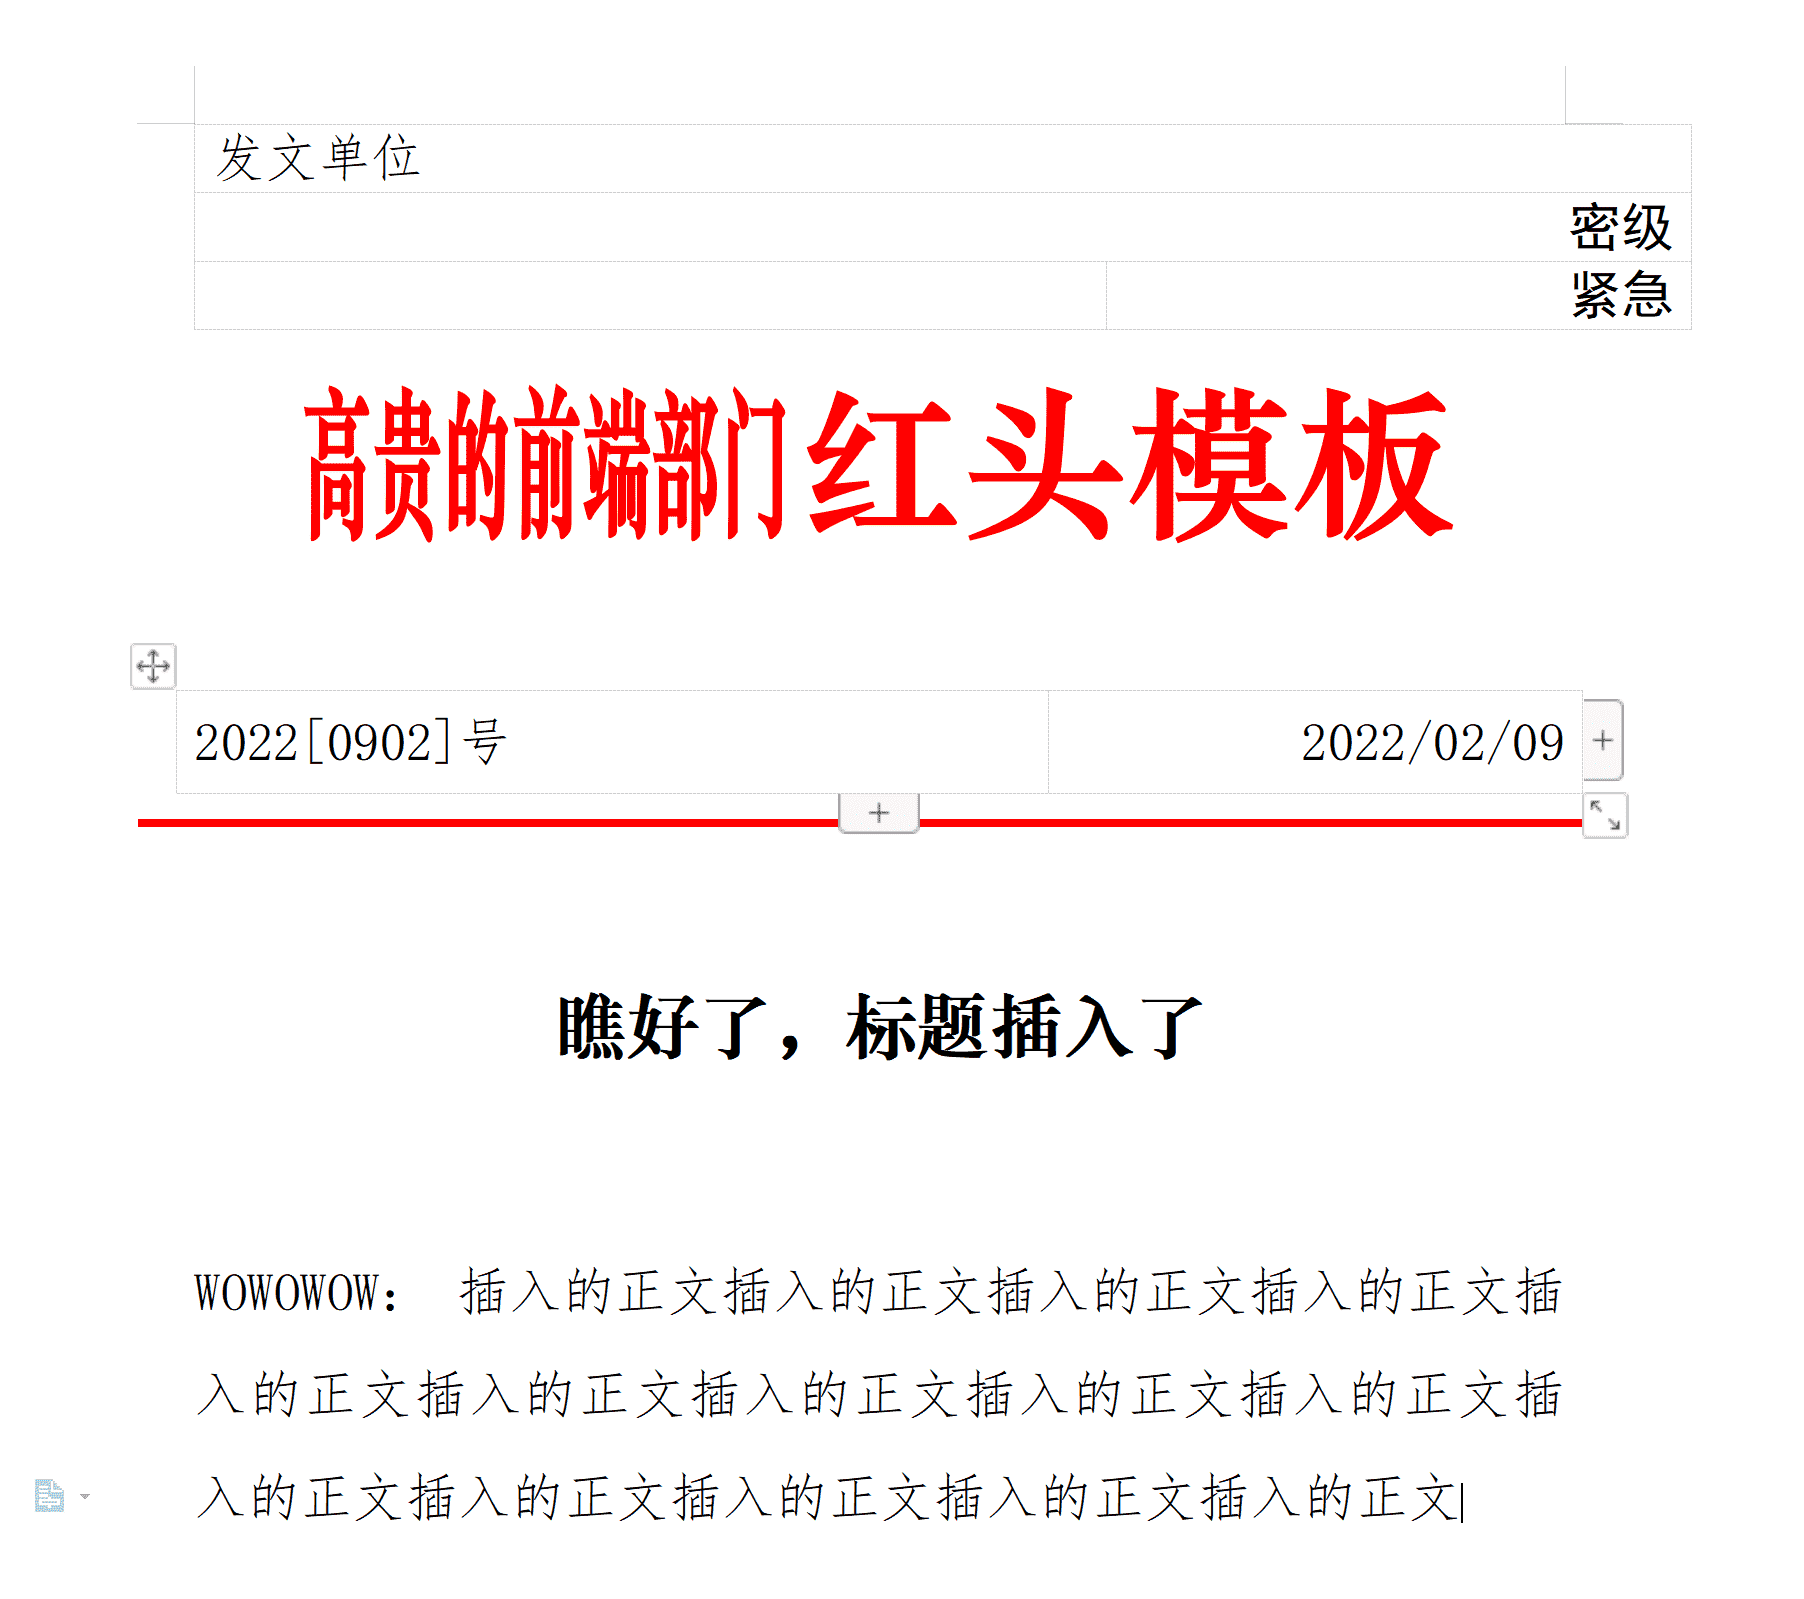 发文单位
密级
紧急
高贵的前端部门红头模板
2022[0902]号 2022/02/09
瞧好了，标题插入了
WOWOWOW： 插入的正文插入的正文插入的正文插入的正文插
入的正文插入的正文插入的正文插入的正文插入的正文插
入的正文插入的正文插入的正文插入的正文插入的正文